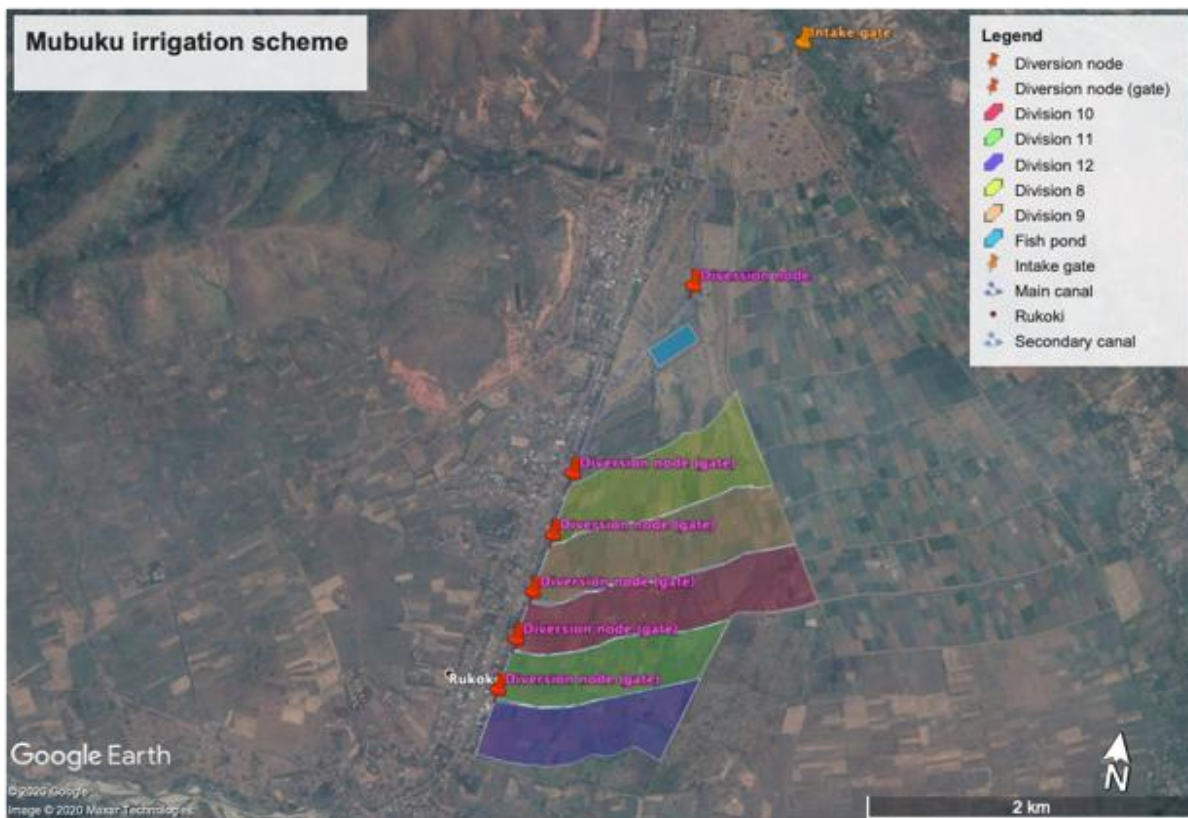 Mubuku irrigation scheme
Intake gate
Legend
Diversion node
Diversion node (gate)
Division 10
Division 11
Division 12
Division 8
Division 9
Fish pond
Intake gate
Main canal
Rukoki
Secondary canal
Diversion node
Diversion node (gate)
Diversion node (gate)
Diversion node (gate)
Diversion node (gate)
Rukoki
Diversion node (gate)
Google Earth
© 2020 Google
Image © 2020 Maxar Technologies
N
2 km